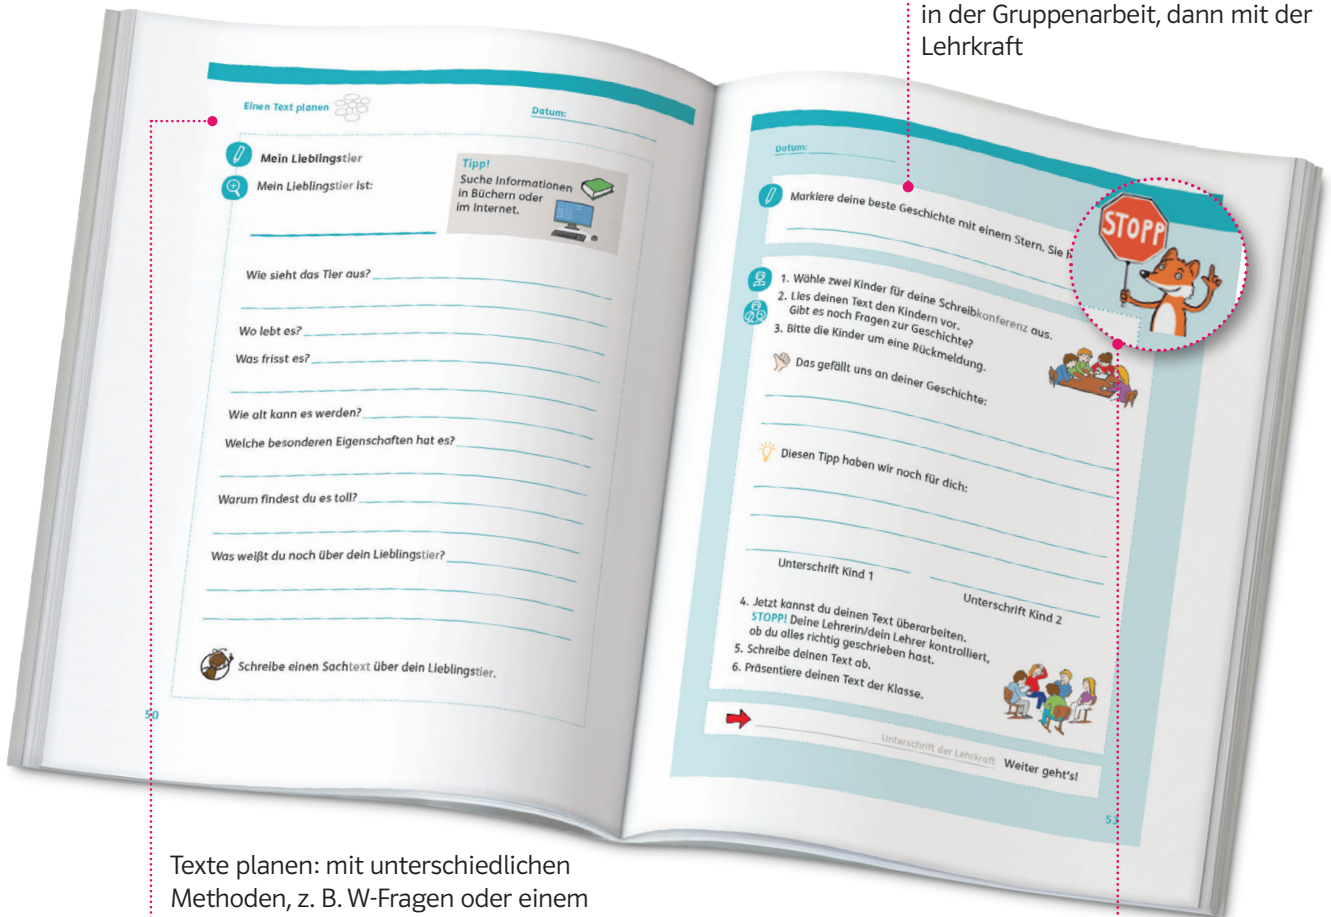 in der Gruppenarbeit, dann mit der
Lehrkraft
Einen Text planen
Datum:
Mein Lieblingstier
Mein Lieblingstier ist:
Tipp!
Suche Informationen
in Büchern oder
im Internet.
Wie sieht das Tier aus?
Wo lebt es?
Was frisst es?
Wie alt kann es werden?
Welche besonderen Eigenschaften hat es?
Warum findest du es toll?
Was weißt du noch über dein Lieblingstier?
Schreibe einen Sachtext über dein Lieblingstier.
50
Datum:
Markiere deine beste Geschichte mit einem Stern. Sie
STOPP
1. Wähle zwei Kinder für deine Schreibkonferenz aus.
2. Lies deinen Text den Kindern vor.
Gibt es noch Fragen zur Geschichte?
3. Bitte die Kinder um eine Rückmeldung.
Das gefällt uns an deiner Geschichte:
Diesen Tipp haben wir noch für dich:
Unterschrift Kind 1
Unterschrift Kind 2
4. Jetzt kannst du deinen Text überarbeiten.
STOPP! Deine Lehrerin/dein Lehrer kontrolliert,
ob du alles richtig geschrieben hast.
5. Schreibe deinen Text ab.
6. Präsentiere deinen Text der Klasse.
Unterschrift der Lehrkraft Weiter geht's!
Texte planen: mit unterschiedlichen
Methoden, z. B. W-Fragen oder einem